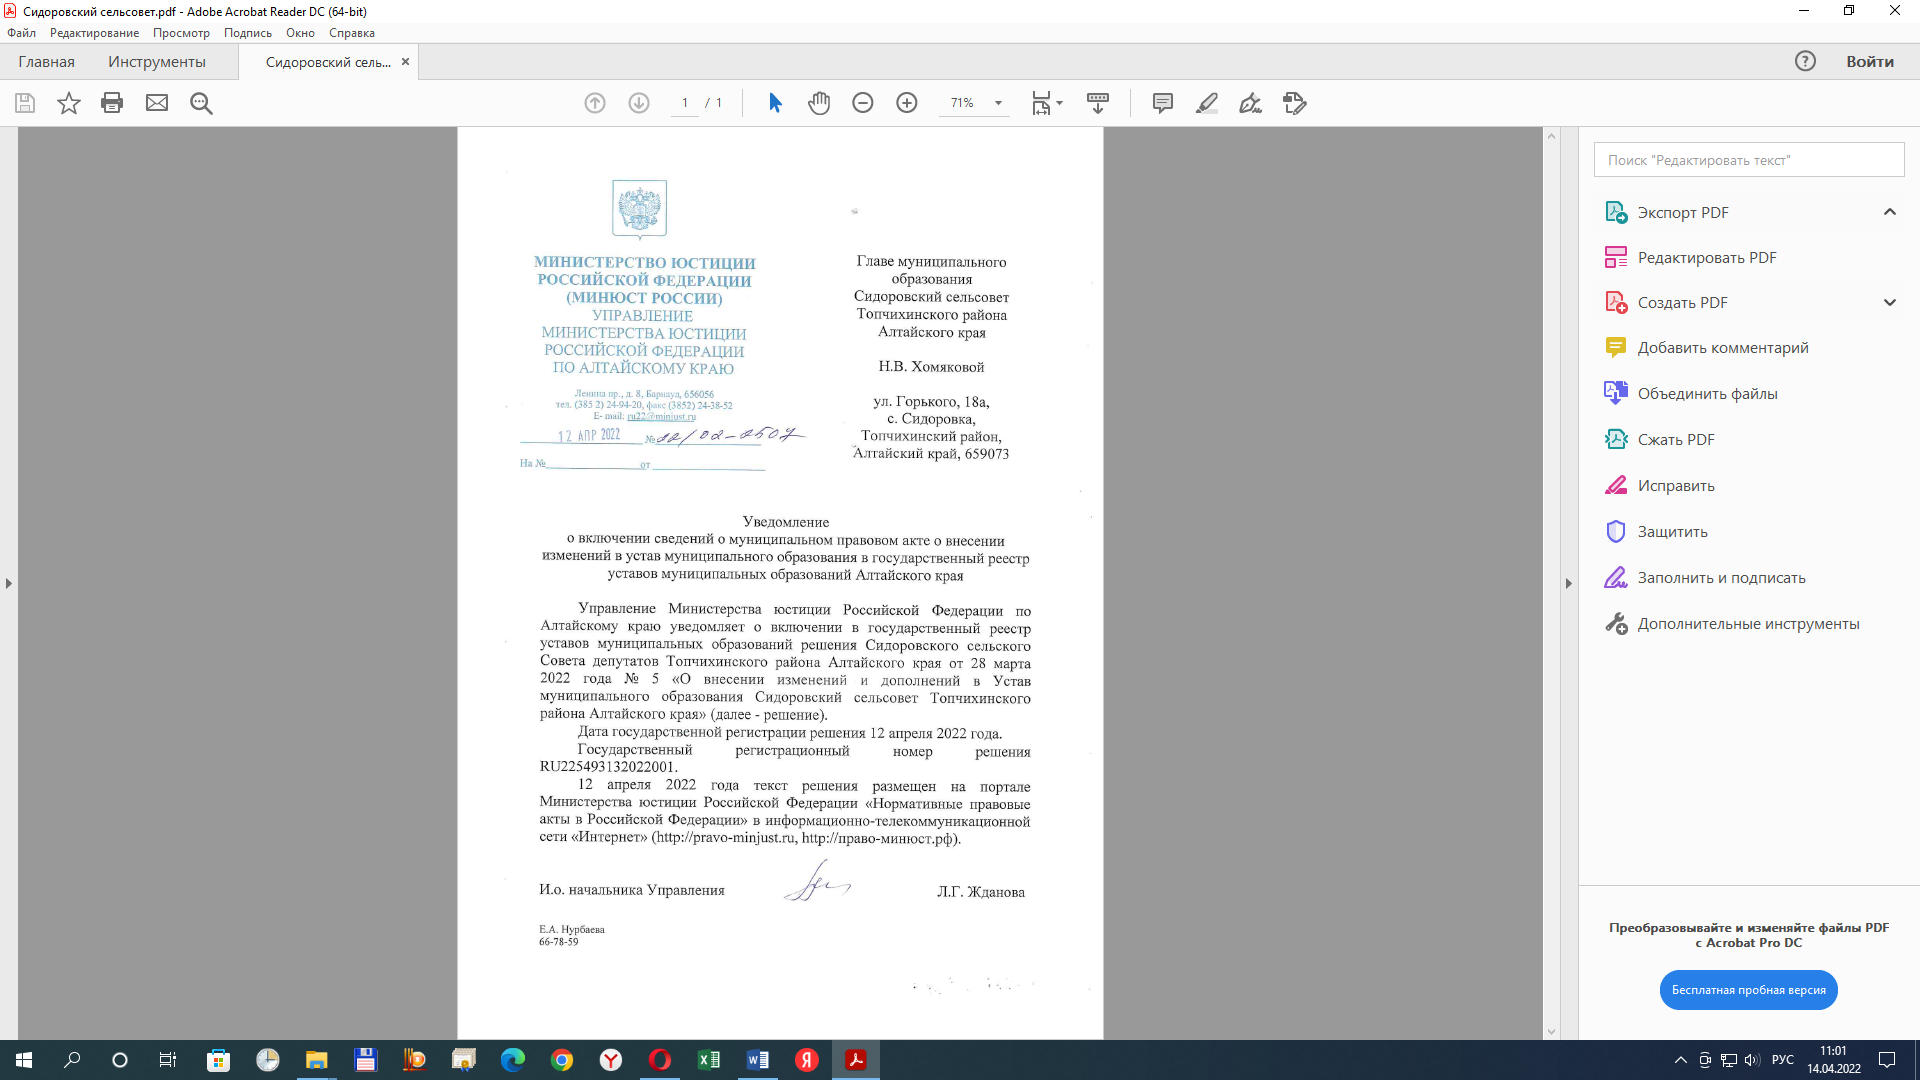 Сидоровский сельсовет.pdf - Adobe Acrobat Reader DC (64-bit)
Файл Редактирование Просмотр Подпись Окно Справка
Главная Инструменты Сидоровский сель... ×
Войти
1 / 1
71%
МИНИСТЕРСТВО ЮСТИЦИИ
РОССИЙСКОЙ ФЕДЕРАЦИИ
(МИНЮСТ РОССИИ)
УПРАВЛЕНИЕ
МИНИСТЕРСТВА ЮСТИЦИИ
РОССИЙСКОЙ ФЕДЕРАЦИИ
ПО АЛТАЙСКОМУ КРАЮ
Ленина пр., д. 8, Барнаул, 656056
тел. (385 2) 24-94-20, факс (3852) 24-38-52
E- mail: ru22@minjust.ru
12 АПР 2022 № 22/02-2507
На № от
Главе муниципального
образования
Сидоровский сельсовет
Топчихинского района
Алтайского края
Н.В. Хомяковой
ул. Горького, 18а,
с. Сидоровка,
Топчихинский район,
Алтайский край, 659073
Уведомление
о включении сведений о муниципальном правовом акте о внесении
изменений в устав муниципального образования в государственный реестр
уставов муниципальных образований Алтайского края
Управление Министерства юстиции Российской Федерации по
Алтайскому краю уведомляет о включении в государственный реестр
уставов муниципальных образований решения Сидоровского сельского
Совета депутатов Топчихинского района Алтайского края от 28 марта
2022 года № 5 «О внесении изменений и дополнений в Устав
муниципального образования Сидоровский сельсовет Топчихинского
района Алтайского края» (далее - решение).
Дата государственной регистрации решения 12 апреля 2022 года.
Государственный регистрационный номер решения
RU225493132022001.
12 апреля 2022 года текст решения размещен на портале
Министерства юстиции Российской Федерации «Нормативные правовые
акты в Российской Федерации» в информационно-телекоммуникационной
сети «Интернет» (http://pravo-minjust.ru, http://право-минюст.рф).
И.о. начальника Управления Л.Г. Жданова
Е.А. Нурбаева
66-78-59
Поиск "Редактировать текст"
Экспорт PDF
Редактировать PDF
Создать PDF
Добавить комментарий
Объединить файлы
Сжать PDF
Исправить
Защитить
Заполнить и подписать
Дополнительные инструменты
Преобразовывайте и изменяйте файлы PDF
с Acrobat Pro DC
Бесплатная пробная версия
РУС
11:01
14.04.2022